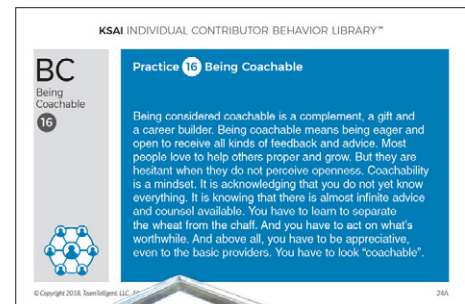 KSAI INDIVIDUAL CONTRIBUTOR BEHAVIOR LIBRARY™
BC
Being
Coachable
16
Practice 16 Being Coachable
Being considered coachable is a complement, a gift and
a career builder. Being coachable means being eager and
open to receive all kinds of feedback and advice. Most
people love to help others proper and grow. But they are
hesitant when they do not perceive openness. Coachability
is a mindset. It is acknowledging that you do not yet know
everything. It is knowing that there is almost infinite advice
and counsel available. You have to learn to separate
the wheat from the chaff. And you have to act on what's
worthwhile. And above all, you have to be appreciative,
even to the basic providers. You have to look "coachable".
© Copyright 2018, TeamTelligent, LLC,
24A